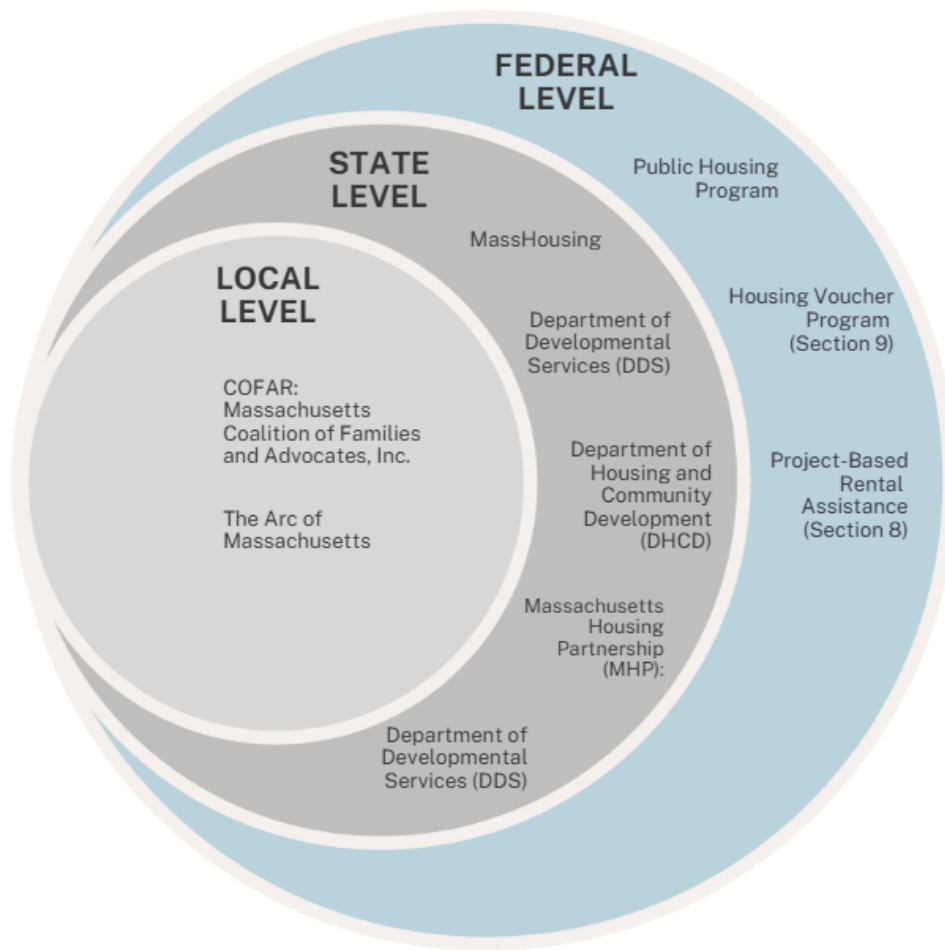 FEDERAL
LEVEL
Public Housing
Program
Housing Voucher
Program
(Section 9)
Project-Based
Rental
Assistance
(Section 8)
STATE
LEVEL
MassHousing
Department of
Developmental
Services (DDS)
Department of
Housing and
Community
Development
(DHCD)
Massachusetts
Housing
Partnership
(MHP):
Department of
Developmental
Services (DDS)
LOCAL
LEVEL
COFAR:
Massachusetts
Coalition of Families
and Advocates, Inc.
The Arc of
Massachusetts